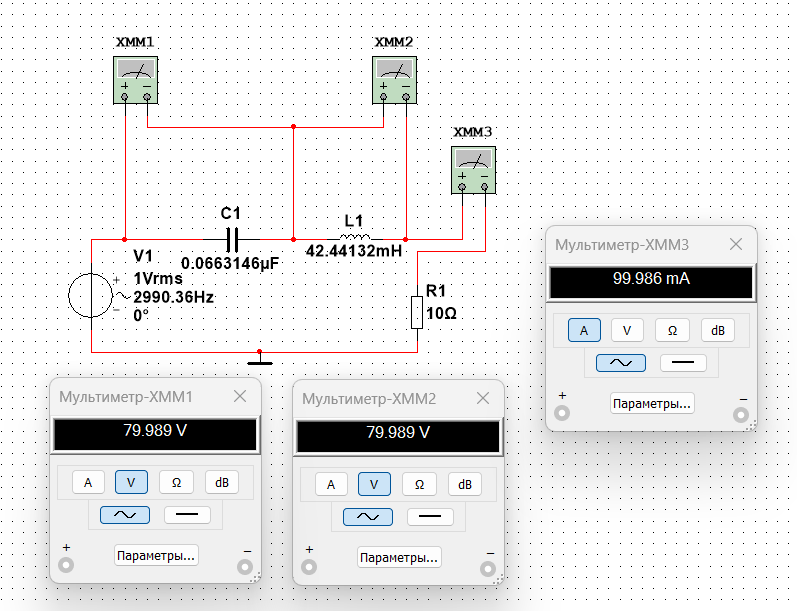 XMM1
XMM2
XMM3
C1
0.0663146µF
L1
42.44132mH
V1
1Vrms
2990.36Hz
0°
R1
10Ω
Мультиметр-XMM3
99.986 mA
A V Ω dB
+ −
Параметры...
Мультиметр-XMM1
79.989 V
A V Ω dB
+ −
Параметры...
Мультиметр-XMM2
79.989 V
A V Ω dB
+ −
Параметры...